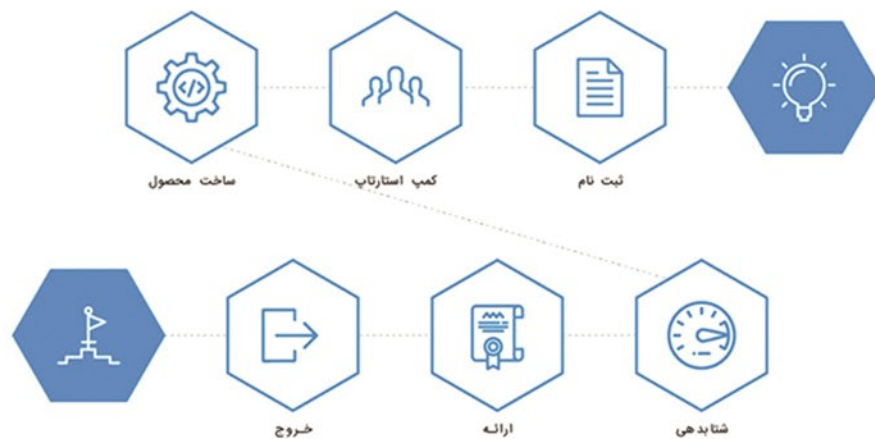 ثبت نام
کمپ استارتاپ
ساخت محصول
شتابدهی
ارائه
خروج